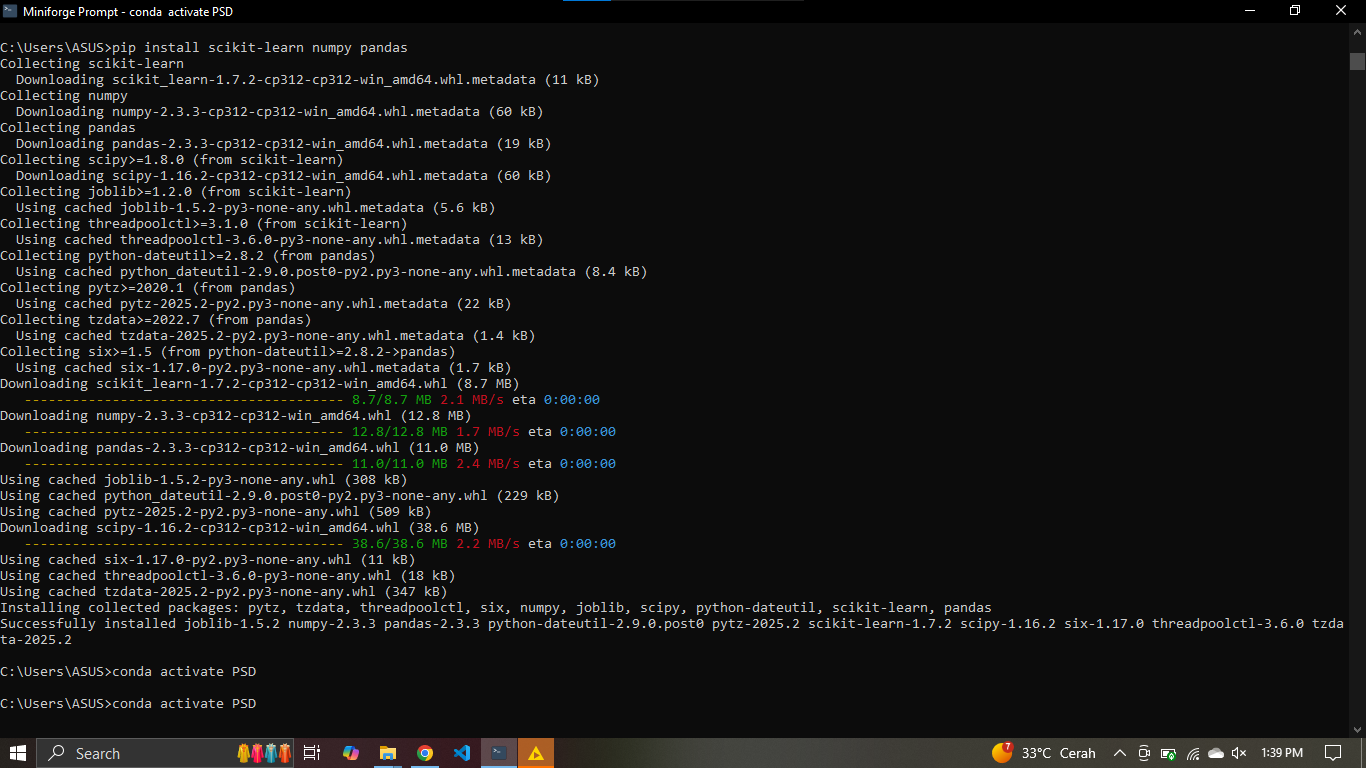 Miniforge Prompt - conda  activate PSD
C:\Users\ASUS>pip install scikit-learn numpy pandas
Collecting scikit-learn
  Downloading scikit_learn-1.7.2-cp312-cp312-win_amd64.whl.metadata (11 kB)
Collecting numpy
  Downloading numpy-2.3.3-cp312-cp312-win_amd64.whl.metadata (60 kB)
Collecting pandas
  Downloading pandas-2.3.3-cp312-cp312-win_amd64.whl.metadata (19 kB)
Collecting scipy>=1.8.0 (from scikit-learn)
  Downloading scipy-1.16.2-cp312-cp312-win_amd64.whl.metadata (60 kB)
Collecting joblib>=1.2.0 (from scikit-learn)
  Using cached joblib-1.5.2-py3-none-any.whl.metadata (5.6 kB)
Collecting threadpoolctl>=3.1.0 (from scikit-learn)
  Using cached threadpoolctl-3.6.0-py3-none-any.whl.metadata (13 kB)
Collecting python-dateutil>=2.8.2 (from pandas)
  Using cached python_dateutil-2.9.0.post0-py2.py3-none-any.whl.metadata (8.4 kB)
Collecting pytz>=2020.1 (from pandas)
  Using cached pytz-2025.2-py2.py3-none-any.whl.metadata (22 kB)
Collecting tzdata>=2022.7 (from pandas)
  Using cached tzdata-2025.2-py2.py3-none-any.whl.metadata (1.4 kB)
Collecting six>=1.5 (from python-dateutil>=2.8.2->pandas)
  Using cached six-1.17.0-py2.py3-none-any.whl.metadata (1.7 kB)
Downloading scikit_learn-1.7.2-cp312-cp312-win_amd64.whl (8.7 MB)
   ---------------------------------------- 8.7/8.7 MB 2.1 MB/s eta 0:00:00
Downloading numpy-2.3.3-cp312-cp312-win_amd64.whl (12.8 MB)
   ---------------------------------------- 12.8/12.8 MB 1.7 MB/s eta 0:00:00
Downloading pandas-2.3.3-cp312-cp312-win_amd64.whl (11.0 MB)
   ---------------------------------------- 11.0/11.0 MB 2.4 MB/s eta 0:00:00
Using cached joblib-1.5.2-py3-none-any.whl (308 kB)
Using cached python_dateutil-2.9.0.post0-py2.py3-none-any.whl (229 kB)
Using cached pytz-2025.2-py2.py3-none-any.whl (509 kB)
Downloading scipy-1.16.2-cp312-cp312-win_amd64.whl (38.6 MB)
   ---------------------------------------- 38.6/38.6 MB 2.2 MB/s eta 0:00:00
Using cached six-1.17.0-py2.py3-none-any.whl (11 kB)
Using cached threadpoolctl-3.6.0-py3-none-any.whl (18 kB)
Using cached tzdata-2025.2-py2.py3-none-any.whl (347 kB)
Installing collected packages: pytz, tzdata, threadpoolctl, six, numpy, joblib, scipy, python-dateutil, scikit-learn, pandas
Successfully installed joblib-1.5.2 numpy-2.3.3 pandas-2.3.3 python-dateutil-2.9.0.post0 pytz-2025.2 scikit-learn-1.7.2 scipy-1.16.2 six-1.17.0 threadpoolctl-3.6.0 tzda
ta-2025.2
C:\Users\ASUS>conda activate PSD
C:\Users\ASUS>conda activate PSD
Search
7
33°C  Cerah
1:39 PM